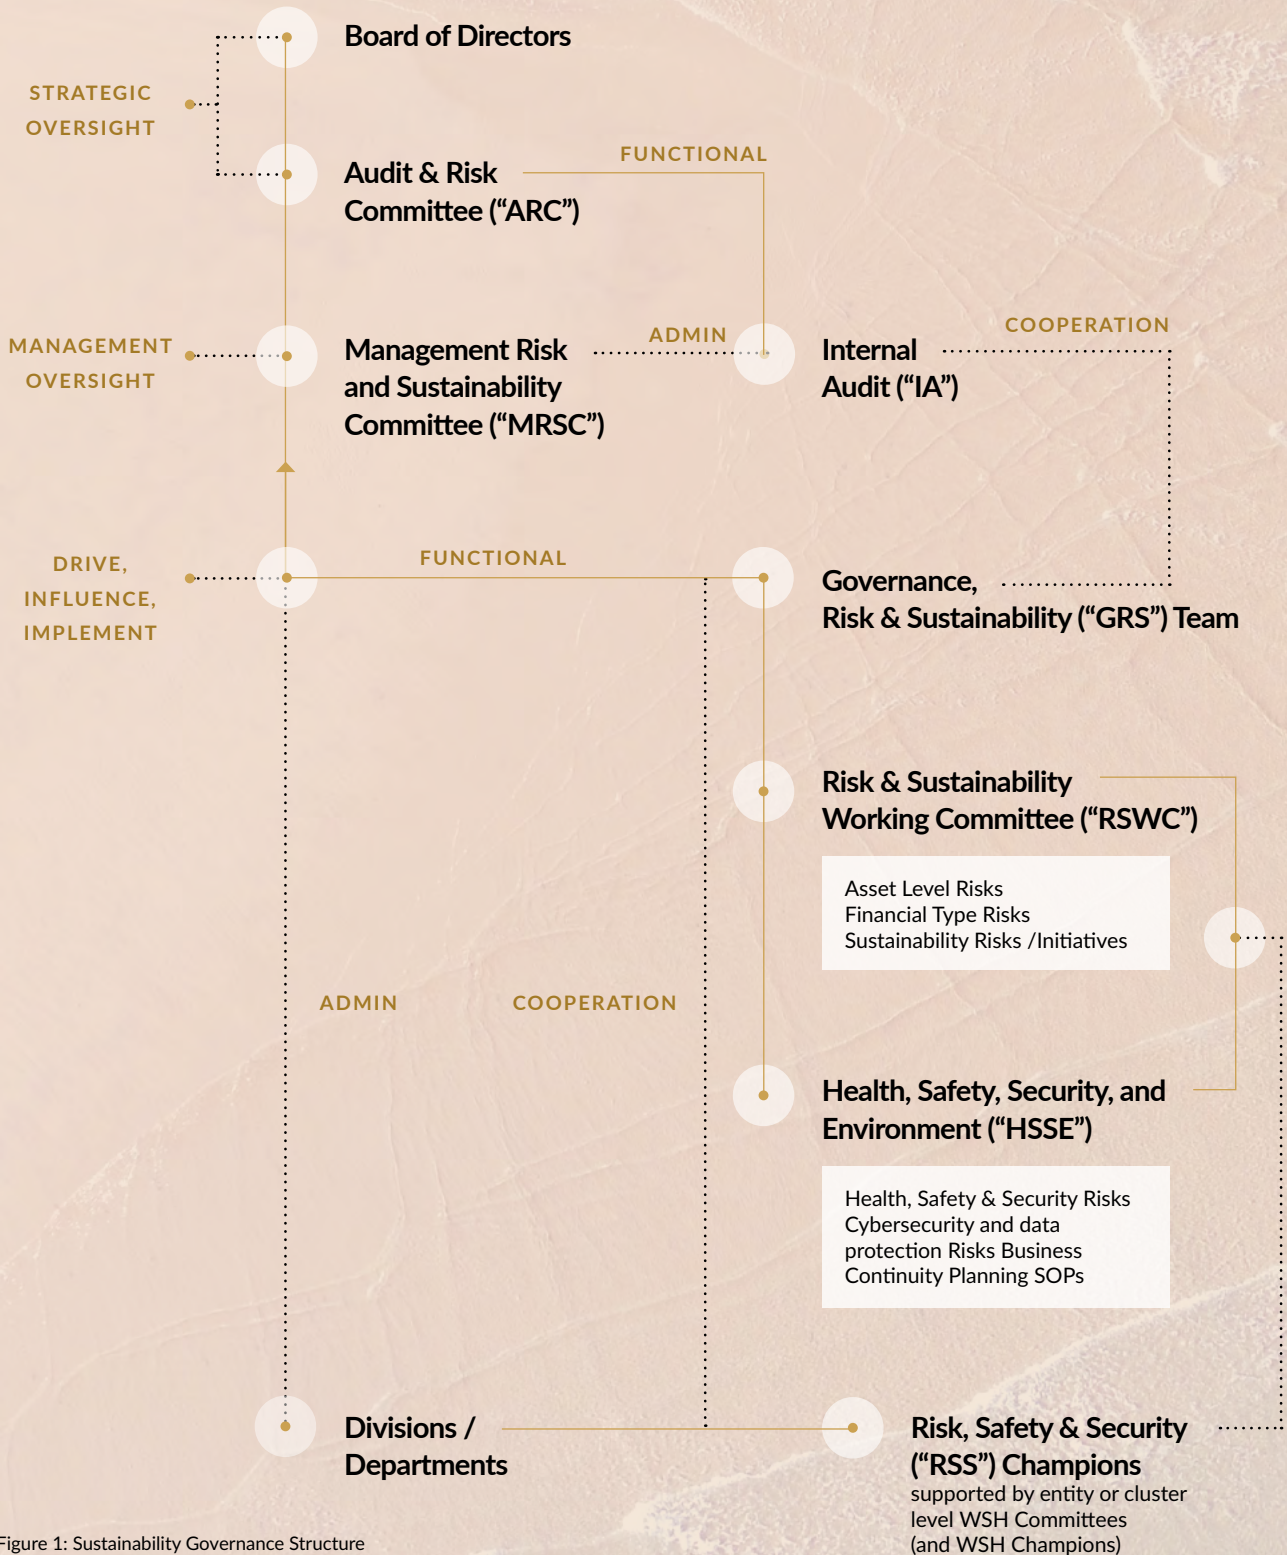 Board of Directors
STRATEGIC
OVERSIGHT
FUNCTIONAL
Audit & Risk
Committee (“ARC”)
MANAGEMENT
OVERSIGHT
Management Risk
and Sustainability
Committee (“MRSC”)
ADMIN
Internal
Audit (“IA”)
COOPERATION
DRIVE,
INFLUENCE,
IMPLEMENT
FUNCTIONAL
Governance,
Risk & Sustainability (“GRS”) Team
Risk & Sustainability
Working Committee (“RSWC”)
Asset Level Risks
Financial Type Risks
Sustainability Risks /Initiatives
ADMIN
COOPERATION
Health, Safety, Security, and
Environment (“HSSE”)
Health, Safety & Security Risks
Cybersecurity and data
protection Risks Business
Continuity Planning SOPs
Divisions /
Departments
Risk, Safety & Security
(“RSS”) Champions
supported by entity or cluster
level WSH Committees
(and WSH Champions)
Figure 1: Sustainability Governance Structure